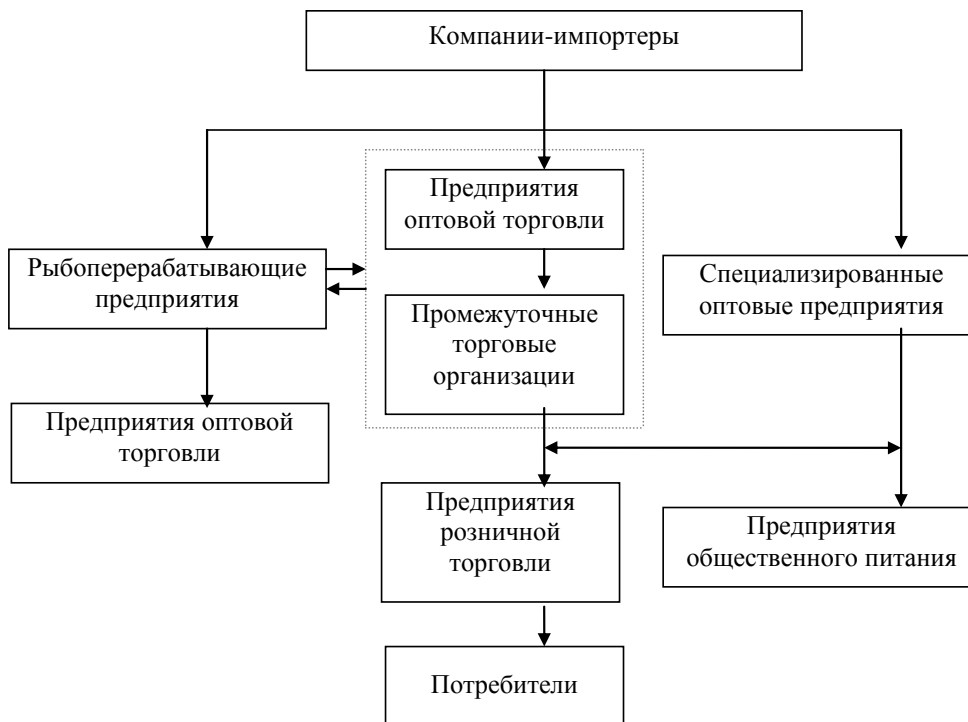 Компании-импортеры
Предприятия
оптовой торговли
Рыбоперерабатывающие
предприятия
Специализированные
оптовые предприятия
Промежуточные
торговые
организации
Предприятия оптовой
торговли
Предприятия
розничной
торговли
Предприятия
общественного питания
Потребители